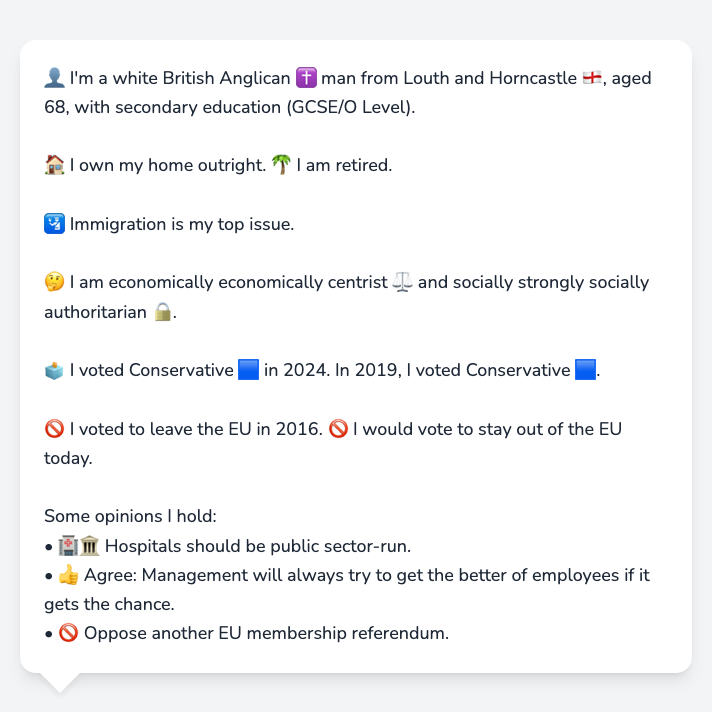 👤 I'm a white British Anglican ✝️ man from Louth and Horncastle 🏴󠁧󠁢󠁥󠁮󠁧󠁿, aged
68, with secondary education (GCSE/O Level).
🏠 I own my home outright. 🌴 I am retired.
🛂 Immigration is my top issue.
🤔 I am economically economically centrist ⚖️ and socially strongly socially
authoritarian 🔒.
🗳️ I voted Conservative 🟦 in 2024. In 2019, I voted Conservative 🟦.
🚫 I voted to leave the EU in 2016. 🚫 I would vote to stay out of the EU
today.
Some opinions I hold:
• 🏥🏛️ Hospitals should be public sector-run.
• 👍 Agree: Management will always try to get the better of employees if it
gets the chance.
• 🚫 Oppose another EU membership referendum.